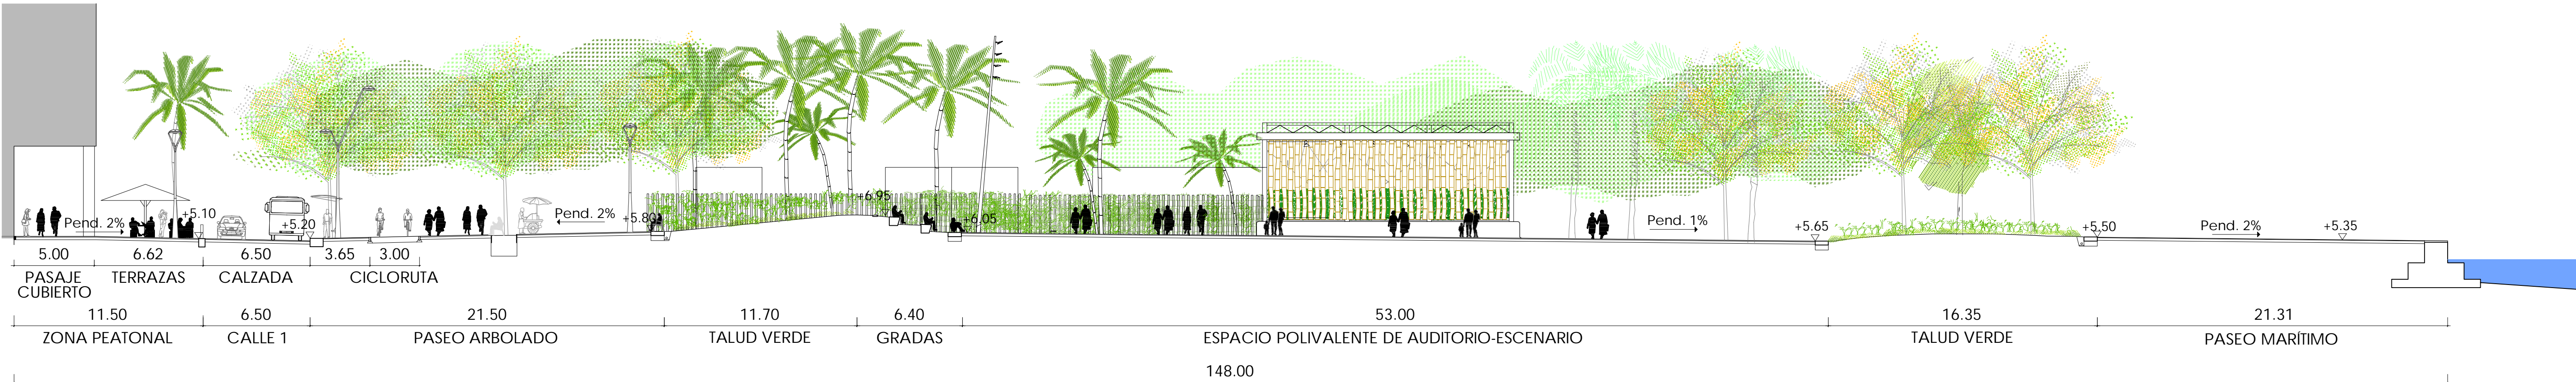 +6.95
Pend. 2%
+5.10
+5.20
Pend. 2%
+5.80
+6.05
Pend. 1%
+5.65
+5.50
Pend. 2%
+5.35
5.00
6.62
6.50
3.65
3.00
PASAJE
CUBIERTO
TERRAZAS
CALZADA
CICLORUTA
11.50
6.50
21.50
11.70
6.40
53.00
16.35
21.31
ZONA PEATONAL
CALLE 1
PASEO ARBOLADO
TALUD VERDE
GRADAS
ESPACIO POLIVALENTE DE AUDITORIO-ESCENARIO
TALUD VERDE
PASEO MARÍTIMO
148.00